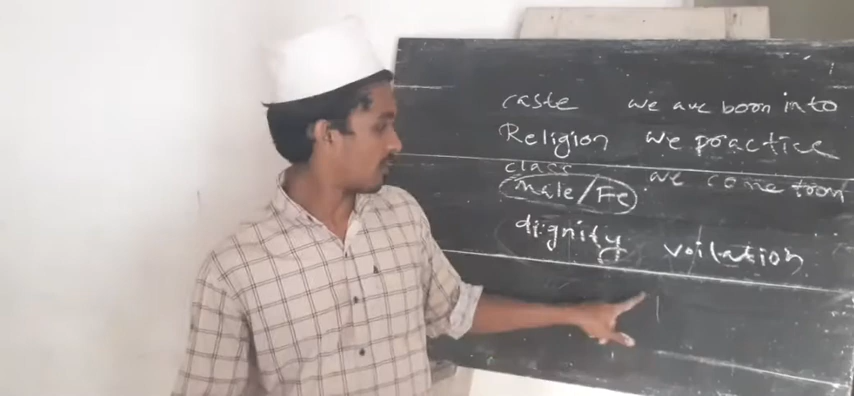 caste we are born into
Religion we practice
class we come from
male/Fe
dignity voilation